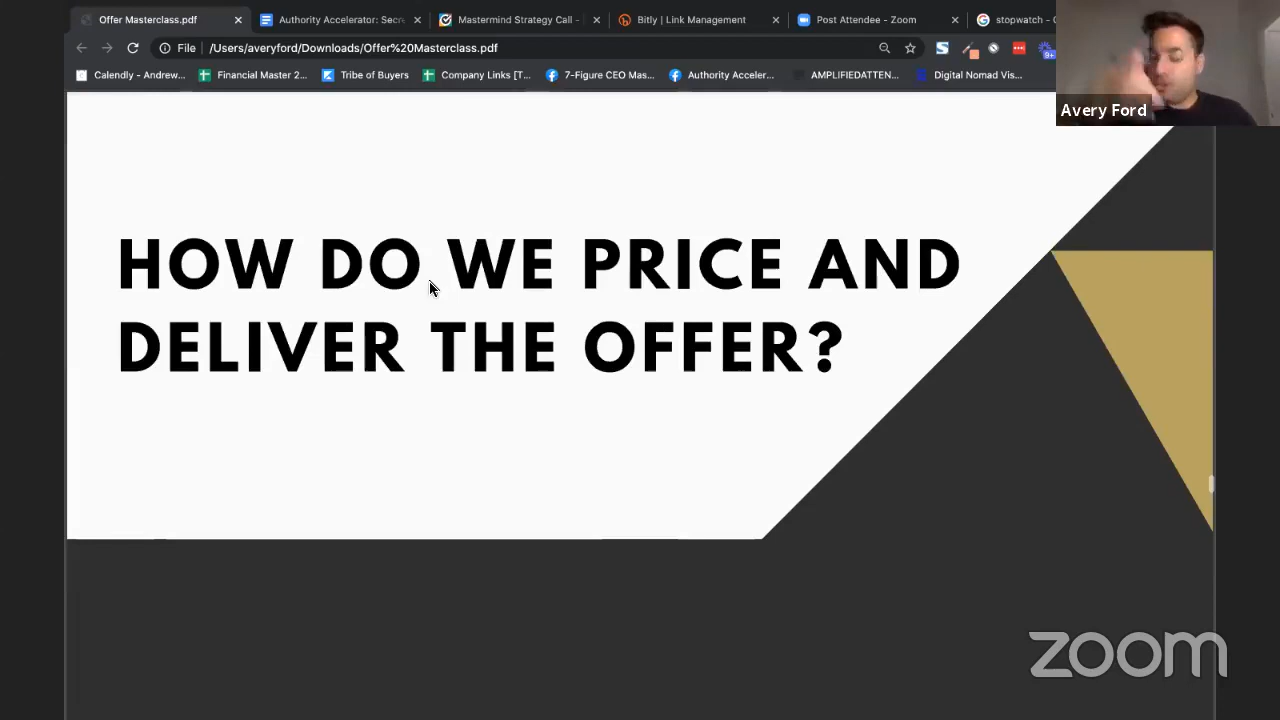 Offer Masterclass.pdf
Authority Accelerator: Secre
Mastermind Strategy Call -
Bitly | Link Management
Post Attendee - Zoom
stopwatch -
File
/Users/averyford/Downloads/Offer%20Masterclass.pdf
9+
Calendly - Andrew...
Financial Master 2...
Tribe of Buyers
Company Links [T...
7-Figure CEO Mas...
Authority Acceler...
AMPLIFIEDATTEN...
Digital Nomad Vis...
Avery Ford
HOW DO WE PRICE AND
DELIVER THE OFFER?
zoom